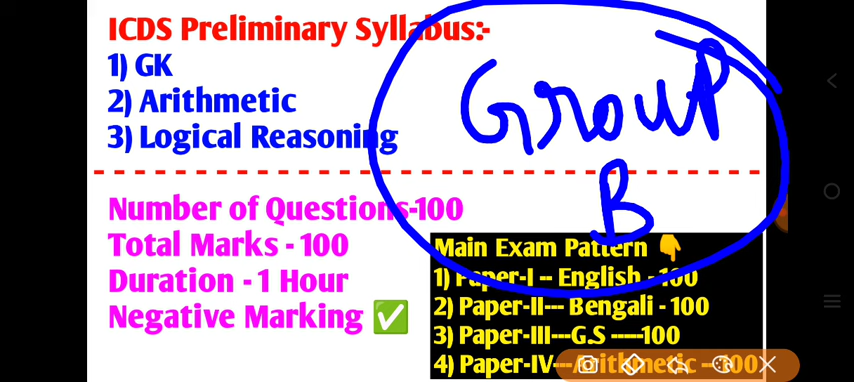 ICDS Preliminary Syllabus:-
1) GK
2) Arithmetic
3) Logical Reasoning
Group
B
Number of Questions-100
Total Marks - 100
Duration - 1 Hour
Negative Marking ✅
Main Exam Pattern 👇
1) Paper-I -- English - 100
2) Paper-II--- Bengali - 100
3) Paper-III---G.S -----100
4) Paper-IV---Arithmetic --100